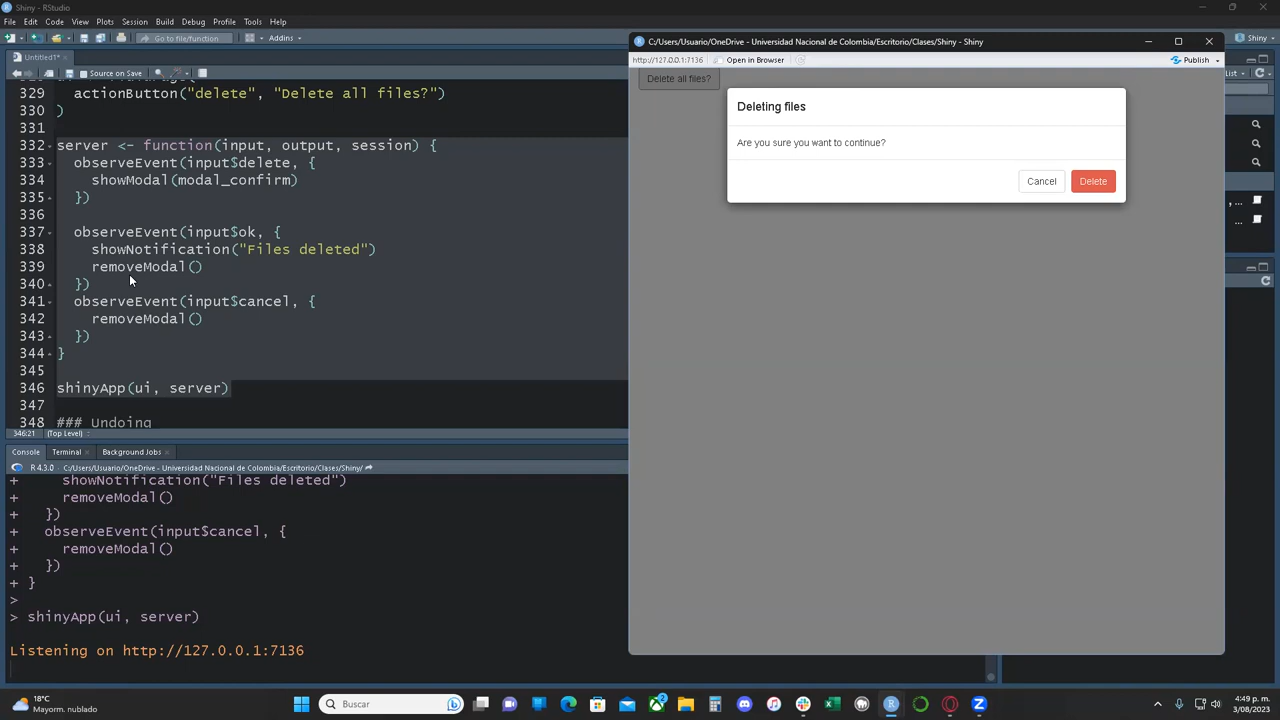 Shiny - RStudio
File Edit Code View Plots Session Build Debug Profile Tools Help
Go to file/function
Addins
Shiny
Untitled1*
Source on Save
329 actionButton("delete", "Delete all files?")
330 )
331
332 server <- function(input, output, session) {
333 observeEvent(input$delete, {
334 showModal(modal_confirm)
335 })
336
337 observeEvent(input$ok, {
338 showNotification("Files deleted")
339 removeModal()
340 })
341 observeEvent(input$cancel, {
342 removeModal()
343 })
344 }
345
346 shinyApp(ui, server)
347
348 ### Undoing
346:21 (Top Level)
Console Terminal Background Jobs
R 4.3.0 · C:/Users/Usuario/OneDrive - Universidad Nacional de Colombia/Escritorio/Clases/Shiny/
+ showNotification("Files deleted")
+ removeModal()
+ })
+ observeEvent(input$cancel, {
+ removeModal()
+ })
+ }
>
> shinyApp(ui, server)
Listening on http://127.0.0.1:7136
C:/Users/Usuario/OneDrive - Universidad Nacional de Colombia/Escritorio/Clases/Shiny - Shiny
http://127.0.0.1:7136 Open in Browser
Publish
Delete all files?
Deleting files
Are you sure you want to continue?
Cancel
Delete
List
18°C
Mayorm. nublado
Buscar
2
4:49 p. m.
3/08/2023